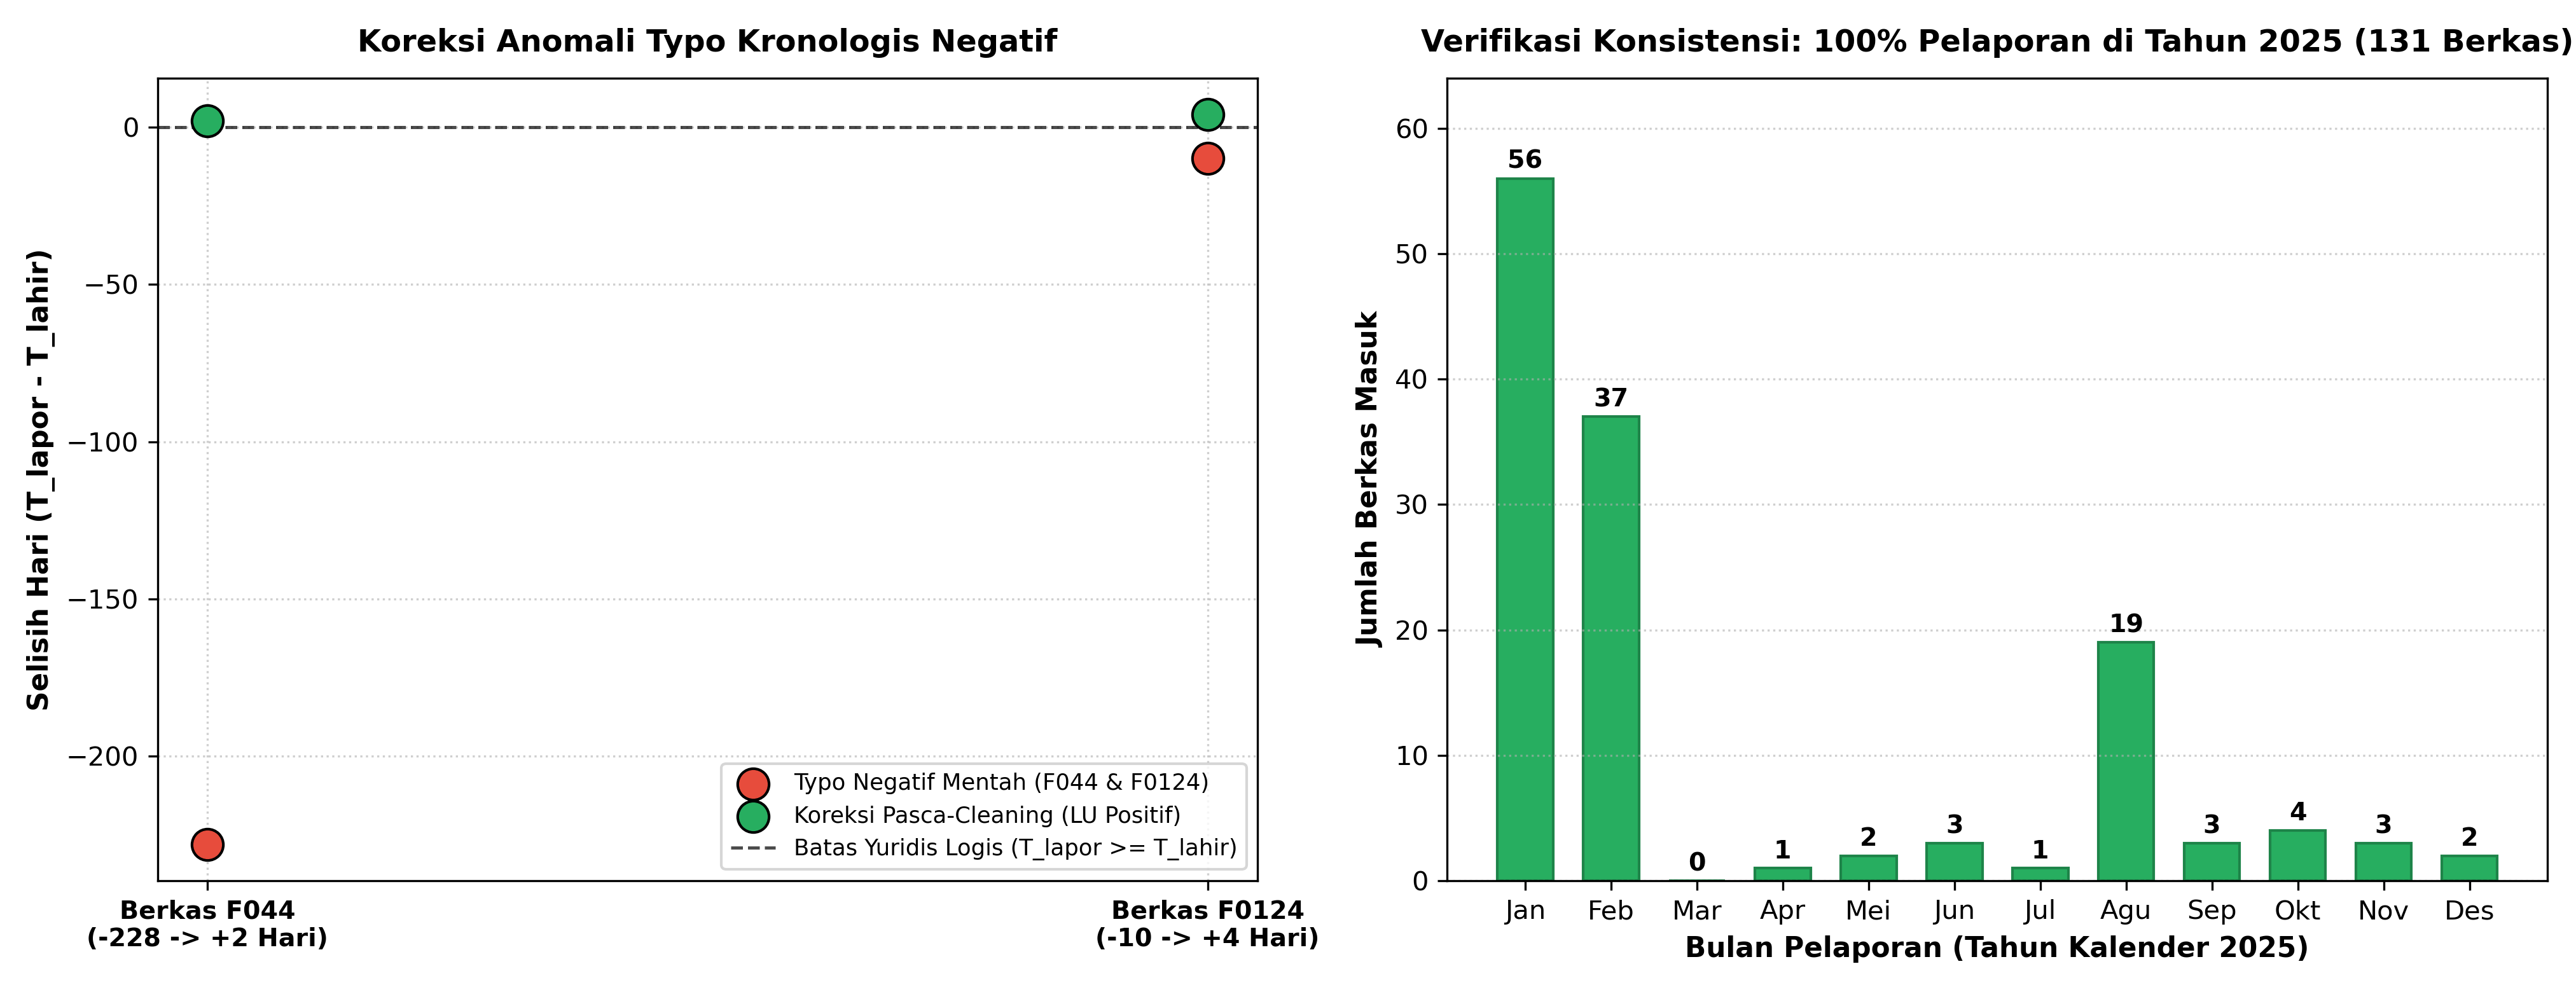 Koreksi Anomali Typo Kronologis Negatif
Selisih Hari (T_lapor - T_lahir)
0
−50
−100
−150
−200
Typo Negatif Mentah (F044 & F0124)
Koreksi Pasca-Cleaning (LU Positif)
Batas Yuridis Logis (T_lapor >= T_lahir)
Berkas F044
(-228 -> +2 Hari)
Berkas F0124
(-10 -> +4 Hari)
Verifikasi Konsistensi: 100% Pelaporan di Tahun 2025 (131 Berkas)
Jumlah Berkas Masuk
60
50
40
30
20
10
0
56
37
0
1
2
3
1
19
3
4
3
2
Jan
Feb
Mar
Apr
Mei
Jun
Jul
Agu
Sep
Okt
Nov
Des
Bulan Pelaporan (Tahun Kalender 2025)